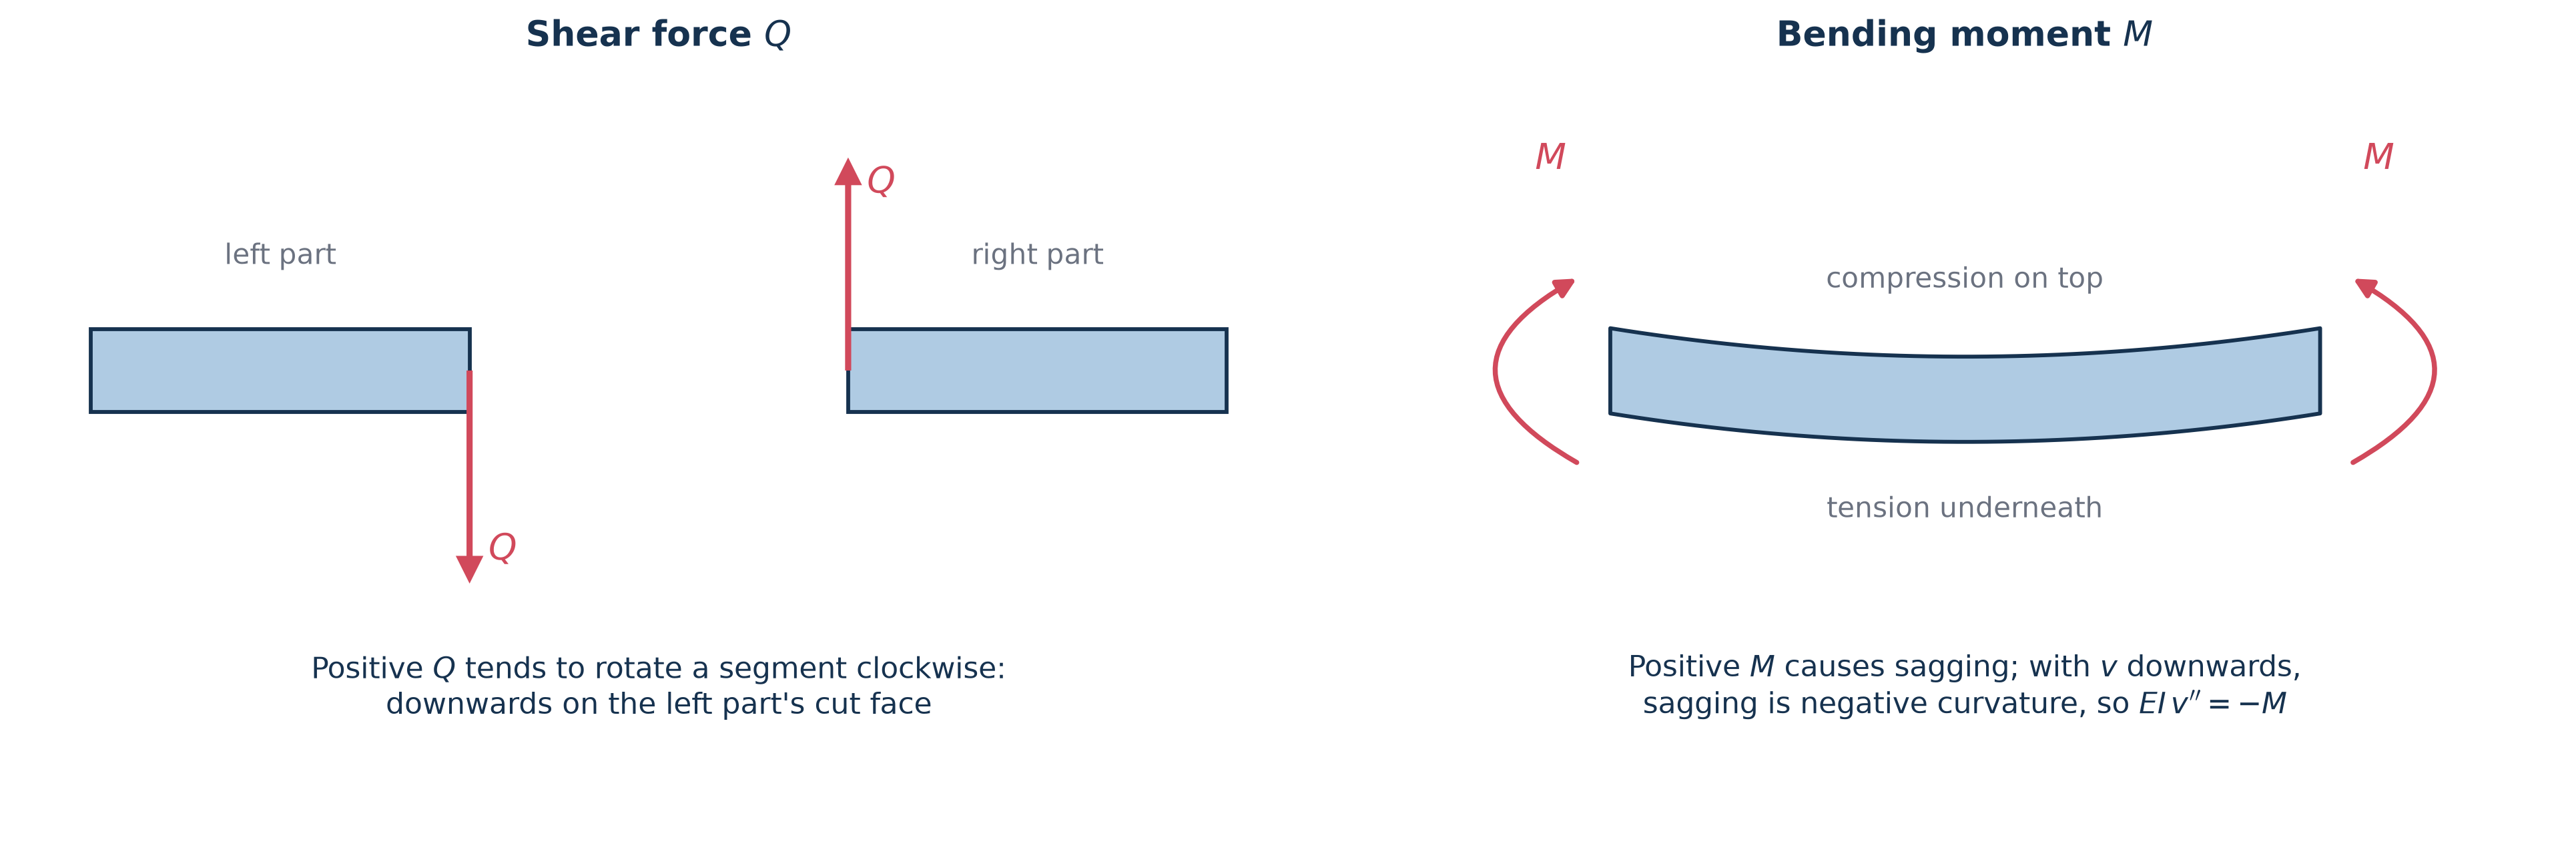 Shear force Q
left part
right part
Q
Q
Positive Q tends to rotate a segment clockwise:
downwards on the left part's cut face
Bending moment M
M
M
compression on top
tension underneath
Positive M causes sagging; with v downwards,
sagging is negative curvature, so EI v″ = −M